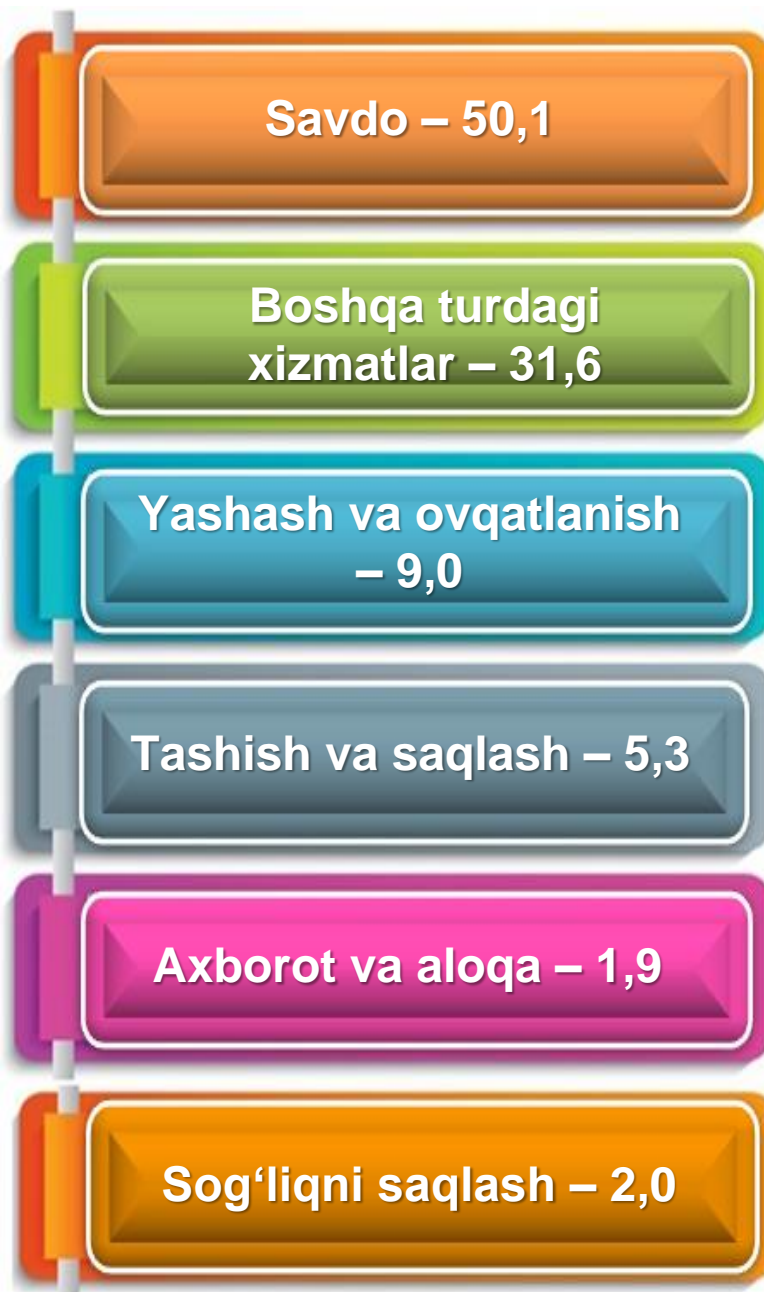 Savdo – 50,1
Boshqa turdagi
xizmatlar – 31,6
Yashash va ovqatlanish
– 9,0
Tashish va saqlash – 5,3
Axborot va aloqa – 1,9
Sog‘liqni saqlash – 2,0